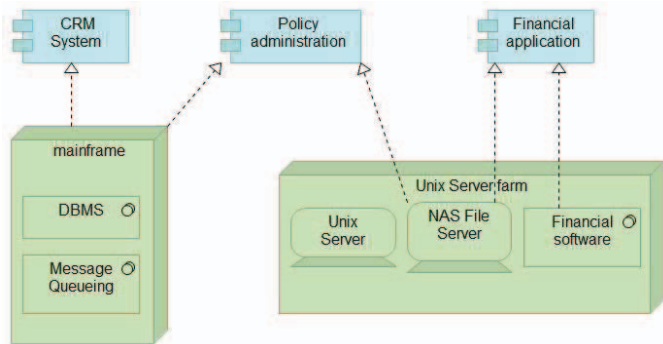 CRM
System
Policy
administration
Financial
application
mainframe
DBMS
Message
Queueing
Unix Server farm
Unix
Server
NAS File
Server
Financial
software